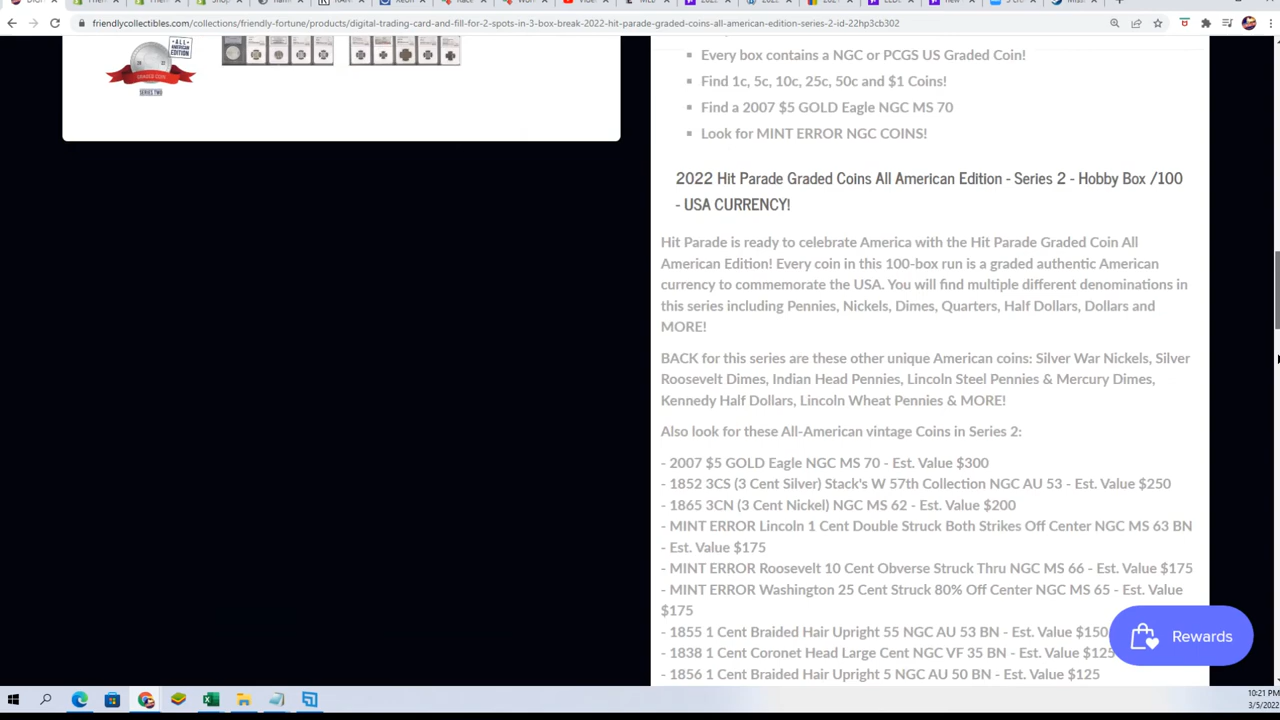 friendlycollectibles.com/collections/friendly-fortune/products/digital-trading-card-and-fill-for-2-spots-in-3-box-break-2022-hit-parade-graded-coins-all-american-edition-series-2-id-22hp3cb302
ALL
AMERICAN
EDITION
GRADED COIN
SERIES TWO
Every box contains a NGC or PCGS US Graded Coin!
Find 1c, 5c, 10c, 25c, 50c and $1 Coins!
Find a 2007 $5 GOLD Eagle NGC MS 70
Look for MINT ERROR NGC COINS!
2022 Hit Parade Graded Coins All American Edition - Series 2 - Hobby Box /100
- USA CURRENCY!
Hit Parade is ready to celebrate America with the Hit Parade Graded Coin All
American Edition! Every coin in this 100-box run is a graded authentic American
currency to commemorate the USA. You will find multiple different denominations in
this series including Pennies, Nickels, Dimes, Quarters, Half Dollars, Dollars and
MORE!
BACK for this series are these other unique American coins: Silver War Nickels, Silver
Roosevelt Dimes, Indian Head Pennies, Lincoln Steel Pennies & Mercury Dimes,
Kennedy Half Dollars, Lincoln Wheat Pennies & MORE!
Also look for these All-American vintage Coins in Series 2:
- 2007 $5 GOLD Eagle NGC MS 70 - Est. Value $300
- 1852 3CS (3 Cent Silver) Stack's W 57th Collection NGC AU 53 - Est. Value $250
- 1865 3CN (3 Cent Nickel) NGC MS 62 - Est. Value $200
- MINT ERROR Lincoln 1 Cent Double Struck Both Strikes Off Center NGC MS 63 BN
- Est. Value $175
- MINT ERROR Roosevelt 10 Cent Obverse Struck Thru NGC MS 66 - Est. Value $175
- MINT ERROR Washington 25 Cent Struck 80% Off Center NGC MS 65 - Est. Value
$175
- 1855 1 Cent Braided Hair Upright 55 NGC AU 53 BN - Est. Value $150
- 1838 1 Cent Coronet Head Large Cent NGC VF 35 BN - Est. Value $125
- 1856 1 Cent Braided Hair Upright 5 NGC AU 50 BN - Est. Value $125
Rewards
10:21 PM
3/5/2022